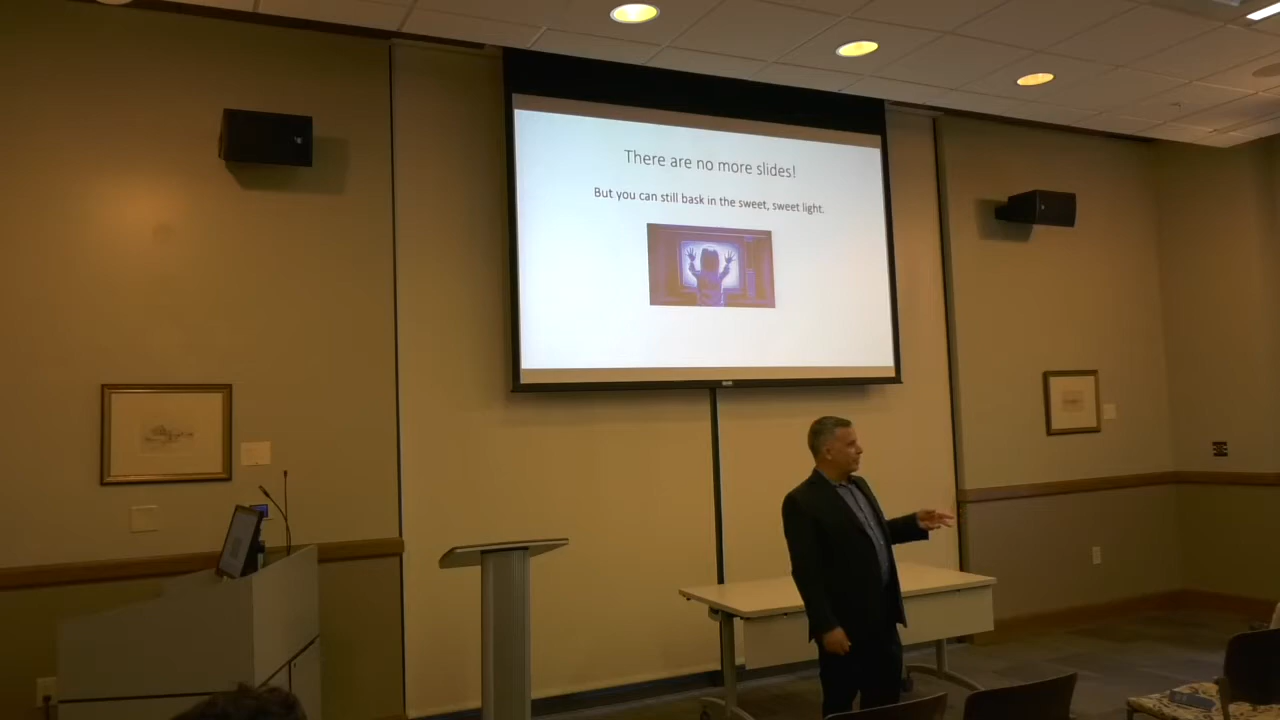 There are no more slides!
But you can still bask in the sweet, sweet light.